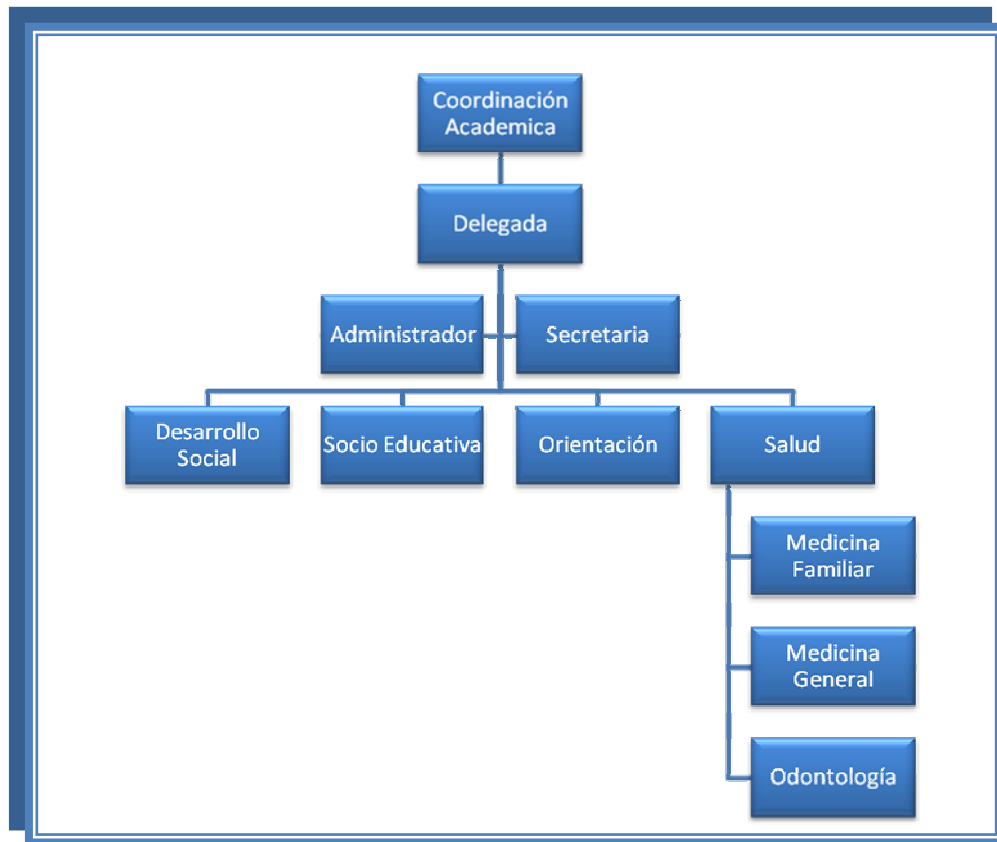 Coordinación
Academica
Delegada
Administrador
Secretaria
Desarrollo
Social
Socio Educativa
Orientación
Salud
Medicina
Familiar
Medicina
General
Odontología